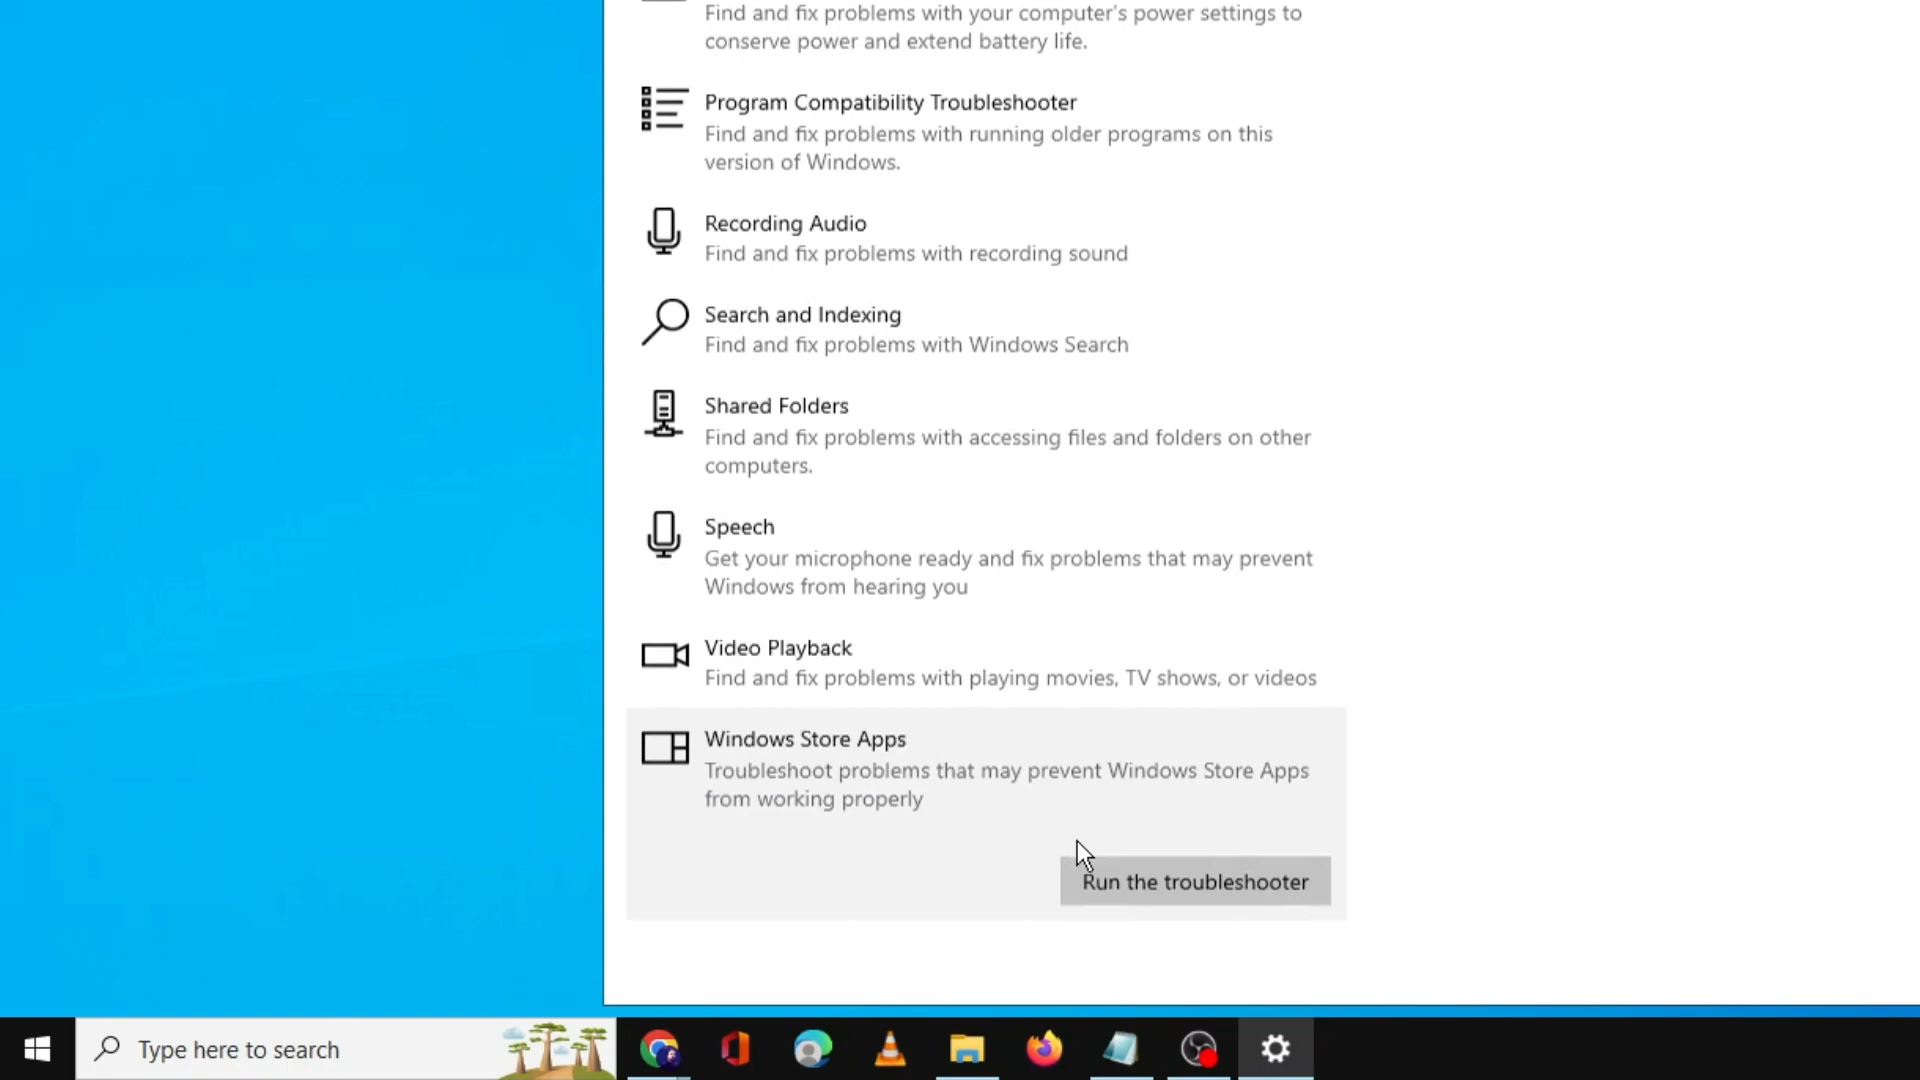 Find and fix problems with your computer's power settings to
conserve power and extend battery life.
Program Compatibility Troubleshooter
Find and fix problems with running older programs on this
version of Windows.
Recording Audio
Find and fix problems with recording sound
Search and Indexing
Find and fix problems with Windows Search
Shared Folders
Find and fix problems with accessing files and folders on other
computers.
Speech
Get your microphone ready and fix problems that may prevent
Windows from hearing you
Video Playback
Find and fix problems with playing movies, TV shows, or videos
Windows Store Apps
Troubleshoot problems that may prevent Windows Store Apps
from working properly
Run the troubleshooter
Type here to search